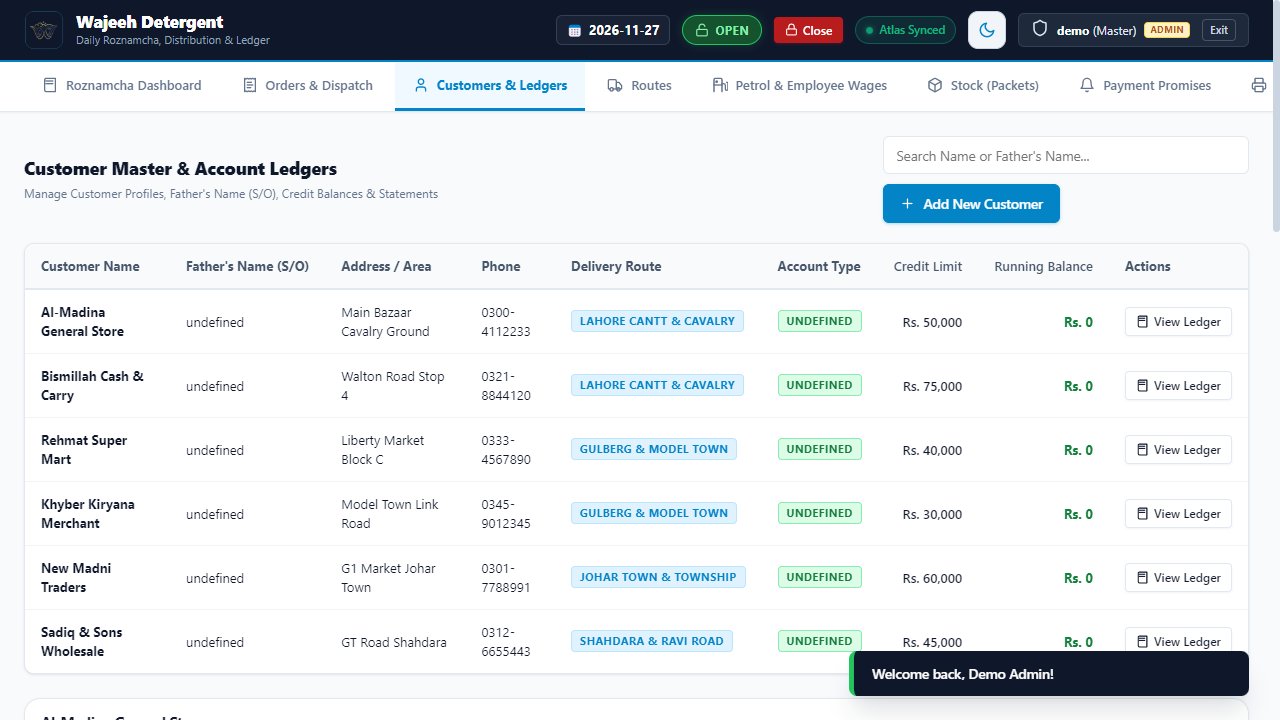 Wajeeh Detergent
Daily Roznamcha, Distribution & Ledger
2026-11-27
OPEN
Close
Atlas Synced
demo (Master) ADMIN
Exit
Roznamcha Dashboard
Orders & Dispatch
Customers & Ledgers
Routes
Petrol & Employee Wages
Stock (Packets)
Payment Promises
Customer Master & Account Ledgers
Manage Customer Profiles, Father's Name (S/O), Credit Balances & Statements
Search Name or Father's Name...
+ Add New Customer
Customer Name Father's Name (S/O) Address / Area Phone Delivery Route Account Type Credit Limit Running Balance Actions
Al-Madina General Store undefined Main Bazaar Cavalry Ground 0300-4112233 LAHORE CANTT & CAVALRY UNDEFINED Rs. 50,000 Rs. 0 View Ledger
Bismillah Cash & Carry undefined Walton Road Stop 4 0321-8844120 LAHORE CANTT & CAVALRY UNDEFINED Rs. 75,000 Rs. 0 View Ledger
Rehmat Super Mart undefined Liberty Market Block C 0333-4567890 GULBERG & MODEL TOWN UNDEFINED Rs. 40,000 Rs. 0 View Ledger
Khyber Kiryana Merchant undefined Model Town Link Road 0345-9012345 GULBERG & MODEL TOWN UNDEFINED Rs. 30,000 Rs. 0 View Ledger
New Madni Traders undefined G1 Market Johar Town 0301-7788991 JOHAR TOWN & TOWNSHIP UNDEFINED Rs. 60,000 Rs. 0 View Ledger
Sadiq & Sons Wholesale undefined GT Road Shahdara 0312-6655443 SHAHDARA & RAVI ROAD UNDEFINED Rs. 45,000 Rs. 0 View Ledger
Welcome back, Demo Admin!